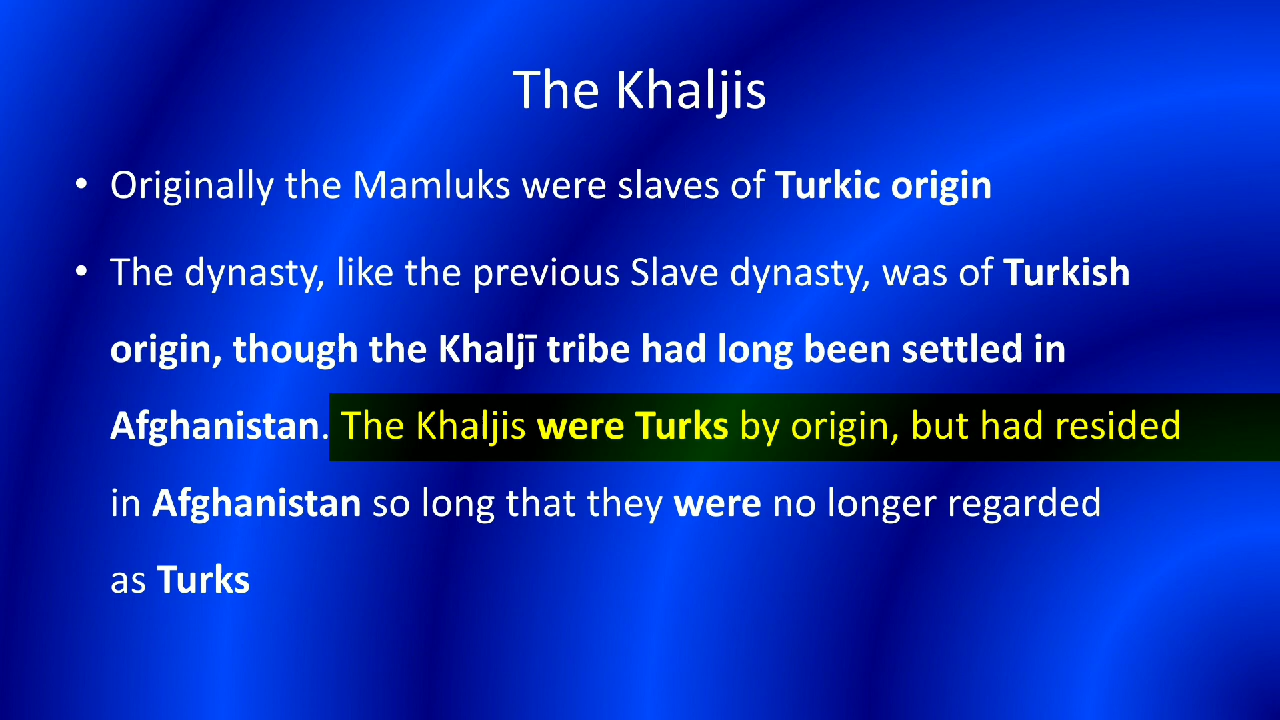 The Khaljis
• Originally the Mamluks were slaves of Turkic origin
• The dynasty, like the previous Slave dynasty, was of Turkish
origin, though the Khaljī tribe had long been settled in
Afghanistan. The Khaljis were Turks by origin, but had resided
in Afghanistan so long that they were no longer regarded
as Turks